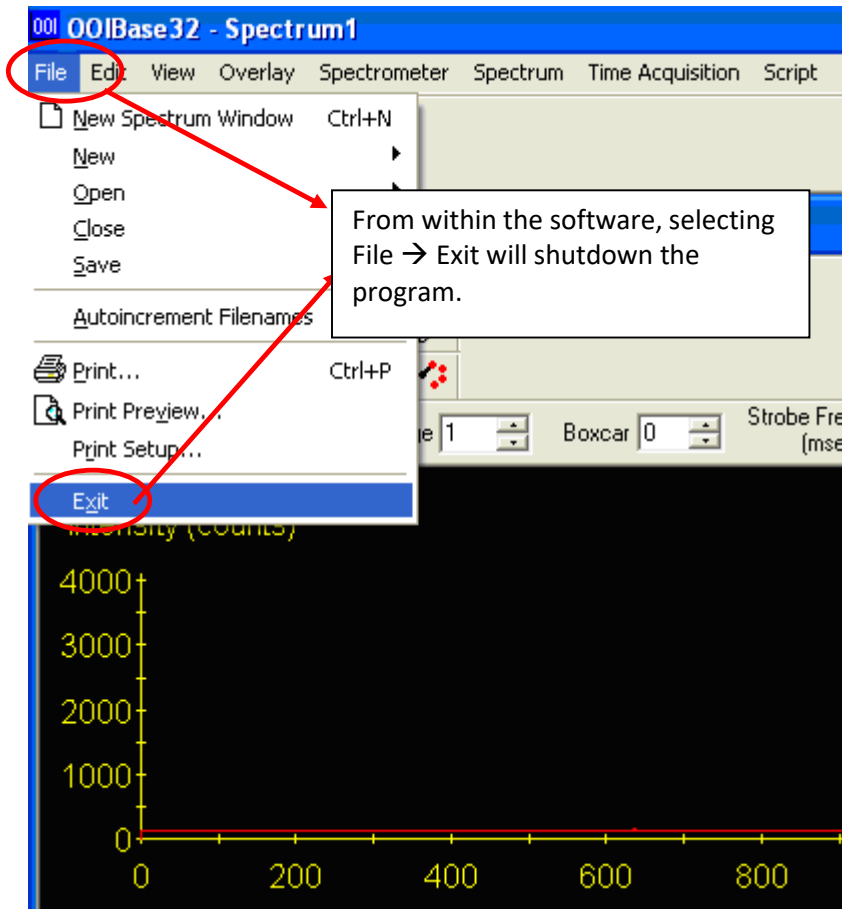 OOI OOIBase32 - Spectrum1
File Edit View Overlay Spectrometer Spectrum Time Acquisition Script
New Spectrum Window Ctrl+N
New
Open
Close
Save
From within the software, selecting
File → Exit will shutdown the
program.
Autoincrement Filenames
Print... Ctrl+P
Print Preview...
Print Setup...
1 Boxcar 0 Strobe Fre
(mse
Exit
Intensity (counts)
4000
3000
2000
1000
0
0 200 400 600 800